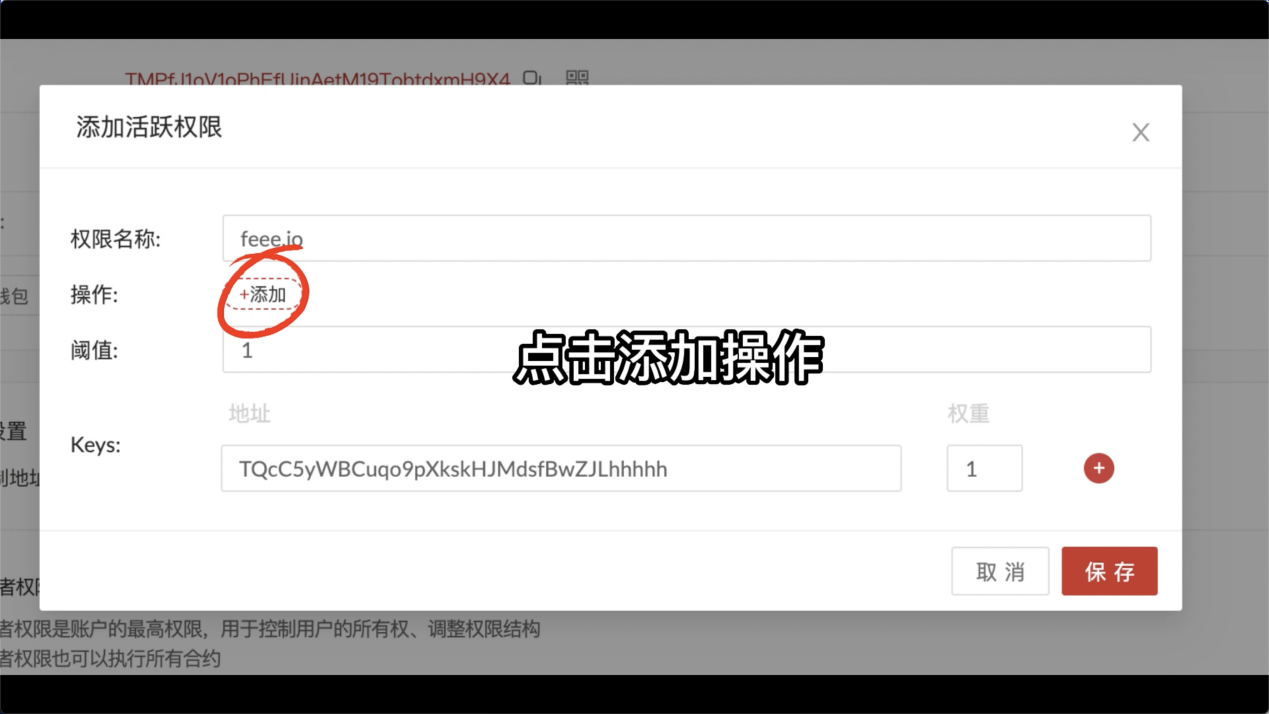 TMPfJ1oV1oPhEfUjnAetM19TobtdxmH9X4
添加活跃权限
权限名称:
feee.io
:
操作:
+添加
钱包
阈值:
1
点击添加操作
地址
权重
设置
Keys:
TQcC5yWBCuqo9pXkskHJMdsfBwZJLhhhhh
1
制地址
取消
保存
者权限
者权限是账户的最高权限，用于控制用户的所有权、调整权限结构
者权限也可以执行所有合约